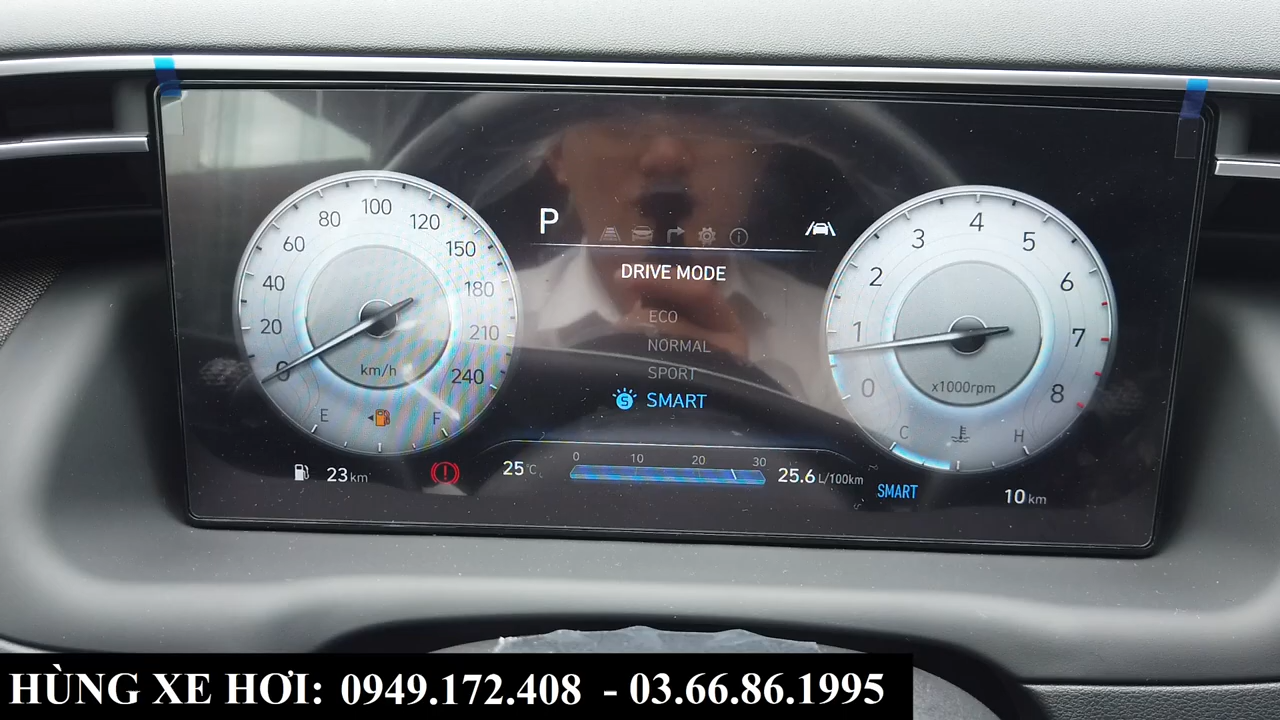 0
20
40
60
80
100
120
150
180
210
240
km/h
E
F
23 km
P
DRIVE MODE
ECO
NORMAL
SPORT
S SMART
25°C
0 10 20 30
25.6 L/100km
0
1
2
3
4
5
6
7
8
x1000rpm
C
H
SMART
10 km
HÙNG XE HƠI: 0949.172.408 - 03.66.86.1995